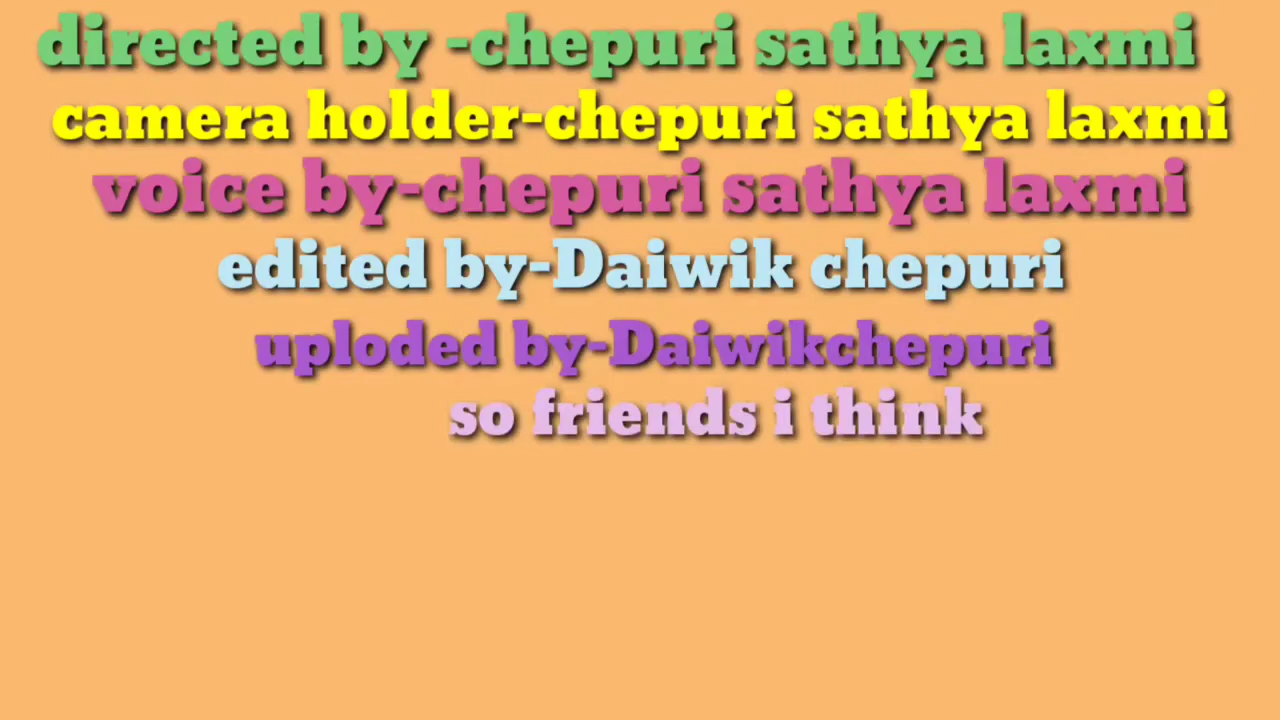 directed by -chepuri sathya laxmi
camera holder-chepuri sathya laxmi
voice by-chepuri sathya laxmi
edited by-Daiwik chepuri
uploded by-Daiwikchepuri
so friends i think